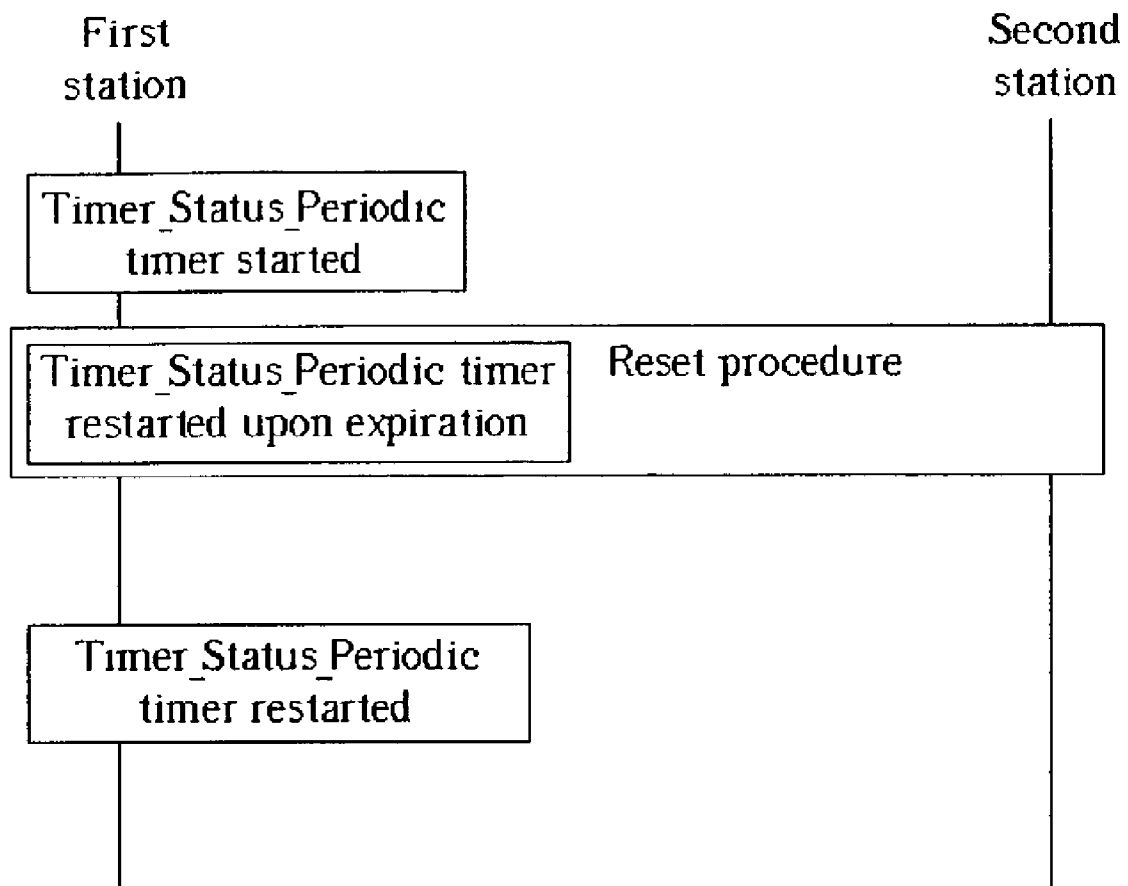 First
station
Second
station
Timer_Status_Periodic
timer started
Timer_Status_Periodic timer
restarted upon expiration
Reset procedure
Timer_Status_Periodic
timer restarted